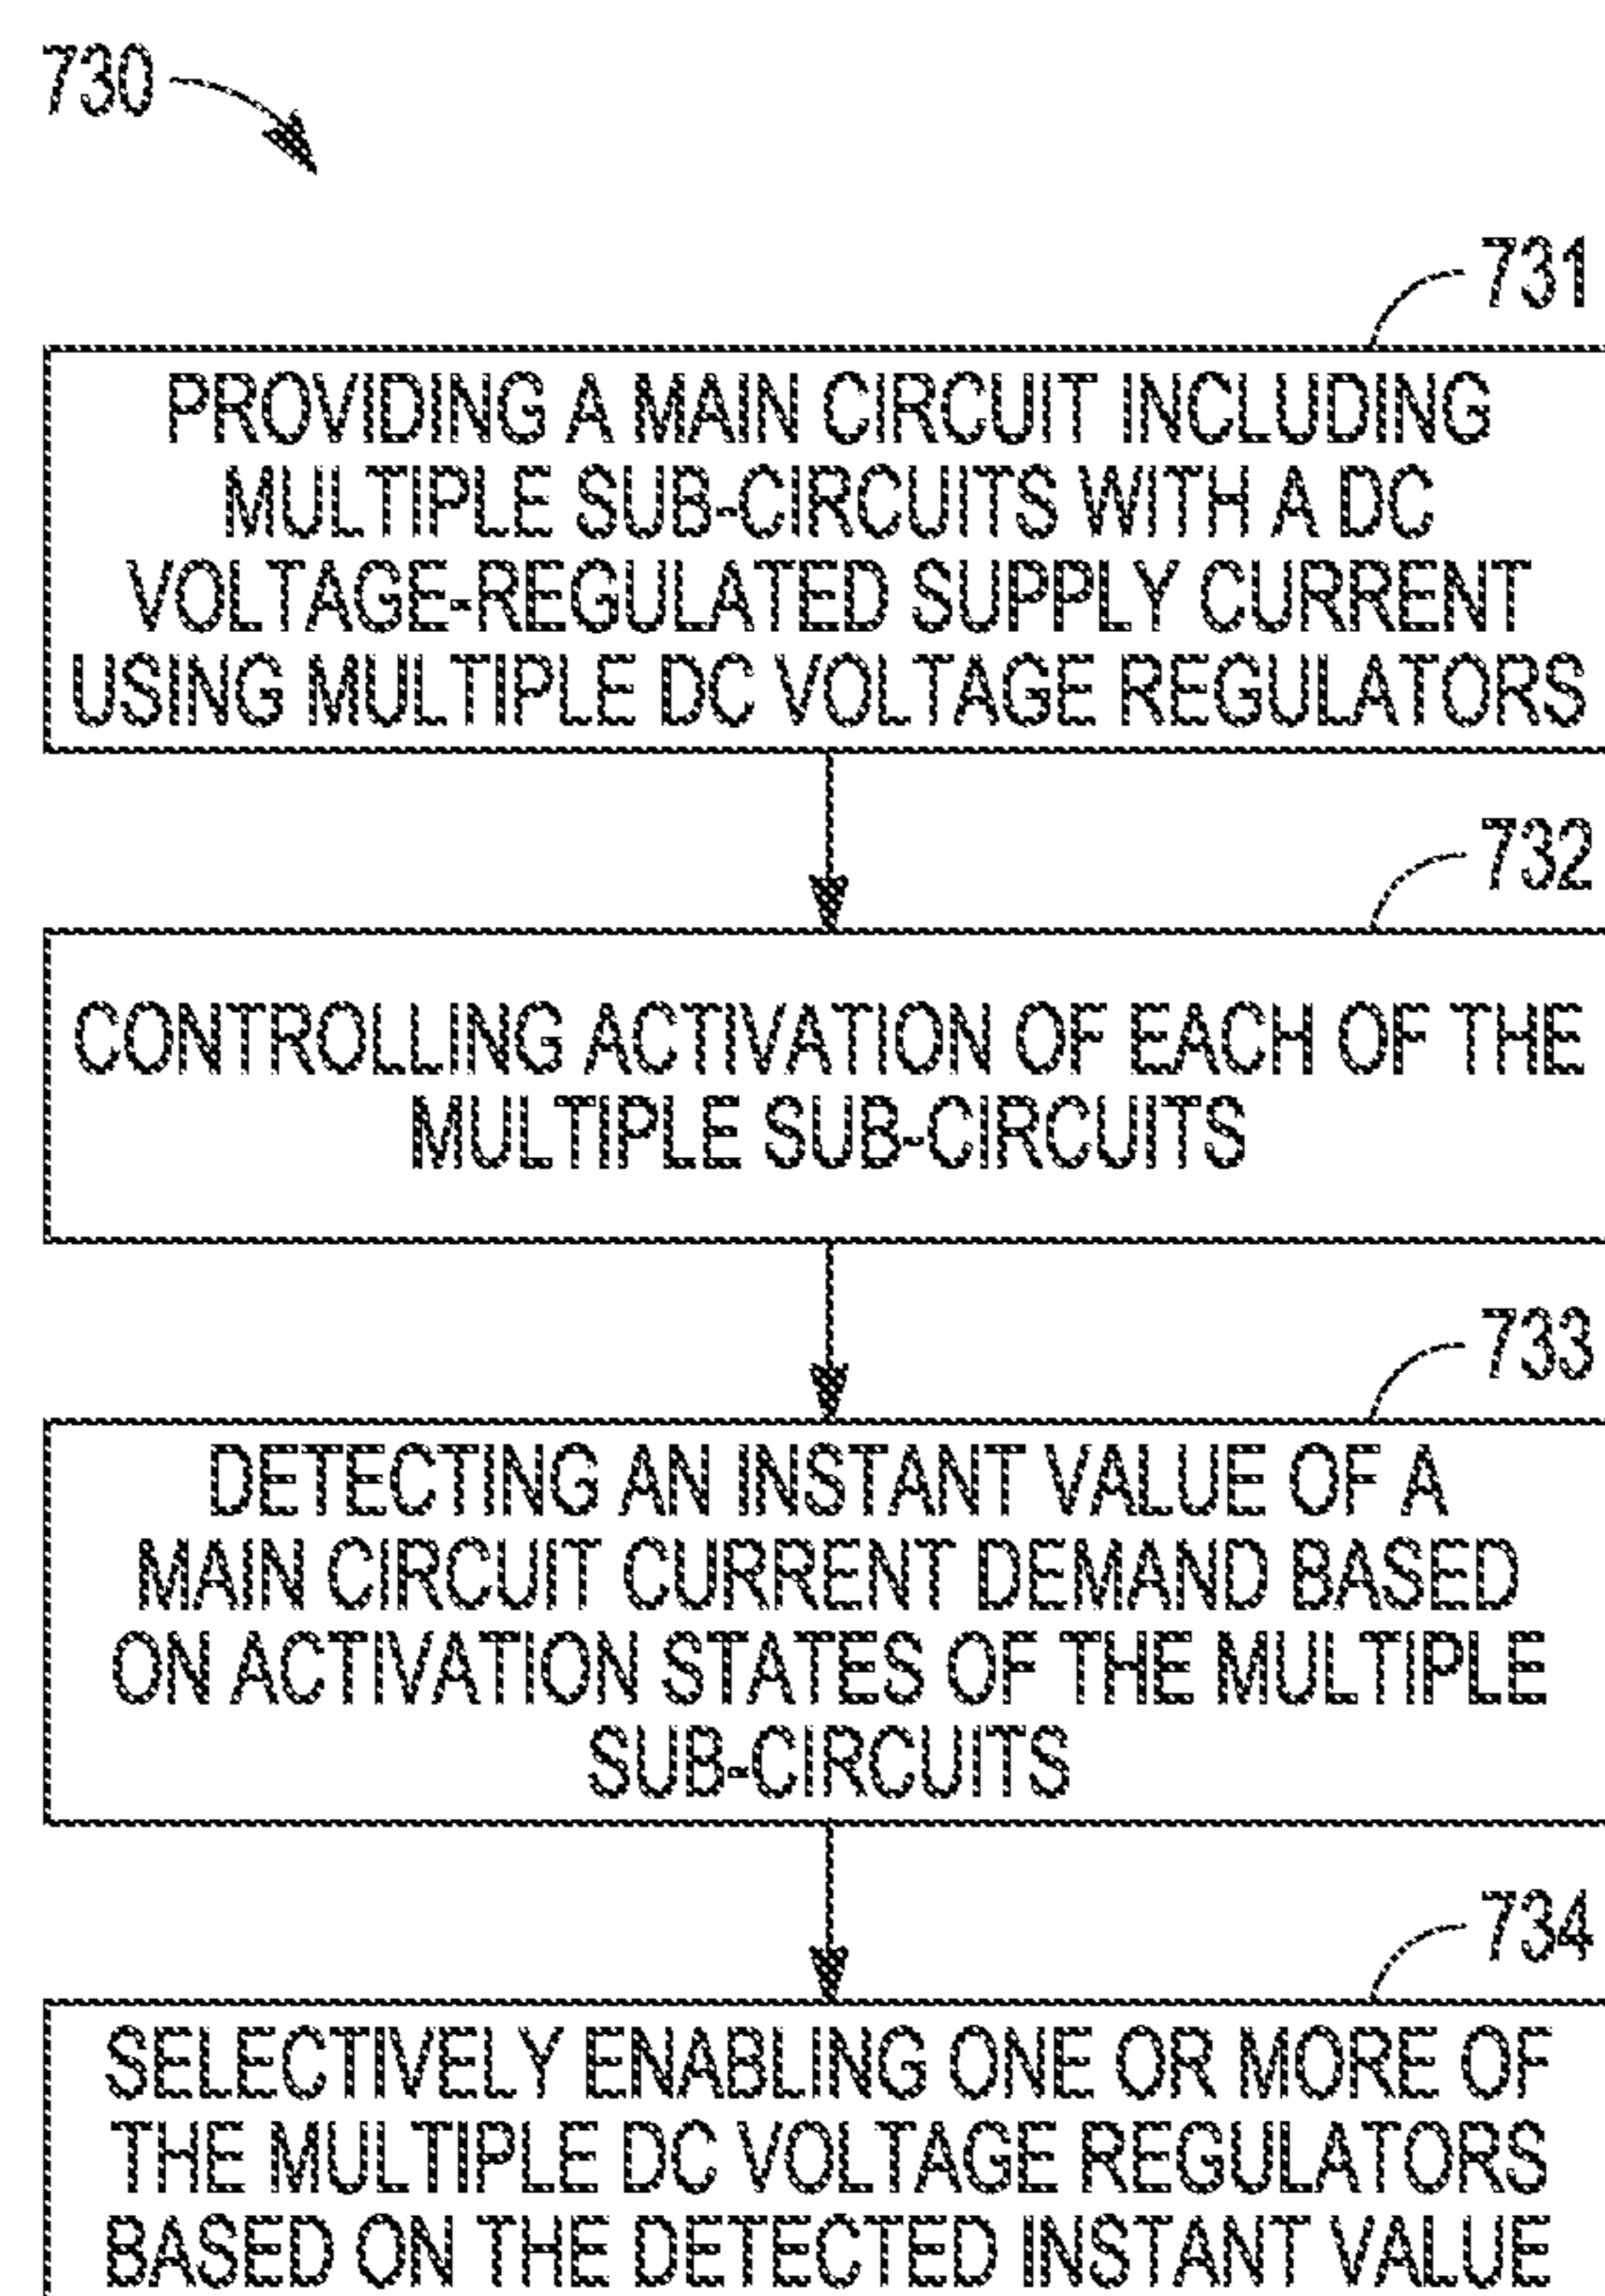 730
731
PROVIDING A MAIN CIRCUIT INCLUDING
MULTIPLE SUB-CIRCUITS WITH A DC
VOLTAGE-REGULATED SUPPLY CURRENT
USING MULTIPLE DC VOLTAGE REGULATORS
732
CONTROLLING ACTIVATION OF EACH OF THE
MULTIPLE SUB-CIRCUITS
733
DETECTING AN INSTANT VALUE OF A
MAIN CIRCUIT CURRENT DEMAND BASED
ON ACTIVATION STATES OF THE MULTIPLE
SUB-CIRCUITS
734
SELECTIVELY ENABLING ONE OR MORE OF
THE MULTIPLE DC VOLTAGE REGULATORS
BASED ON THE DETECTED INSTANT VALUE